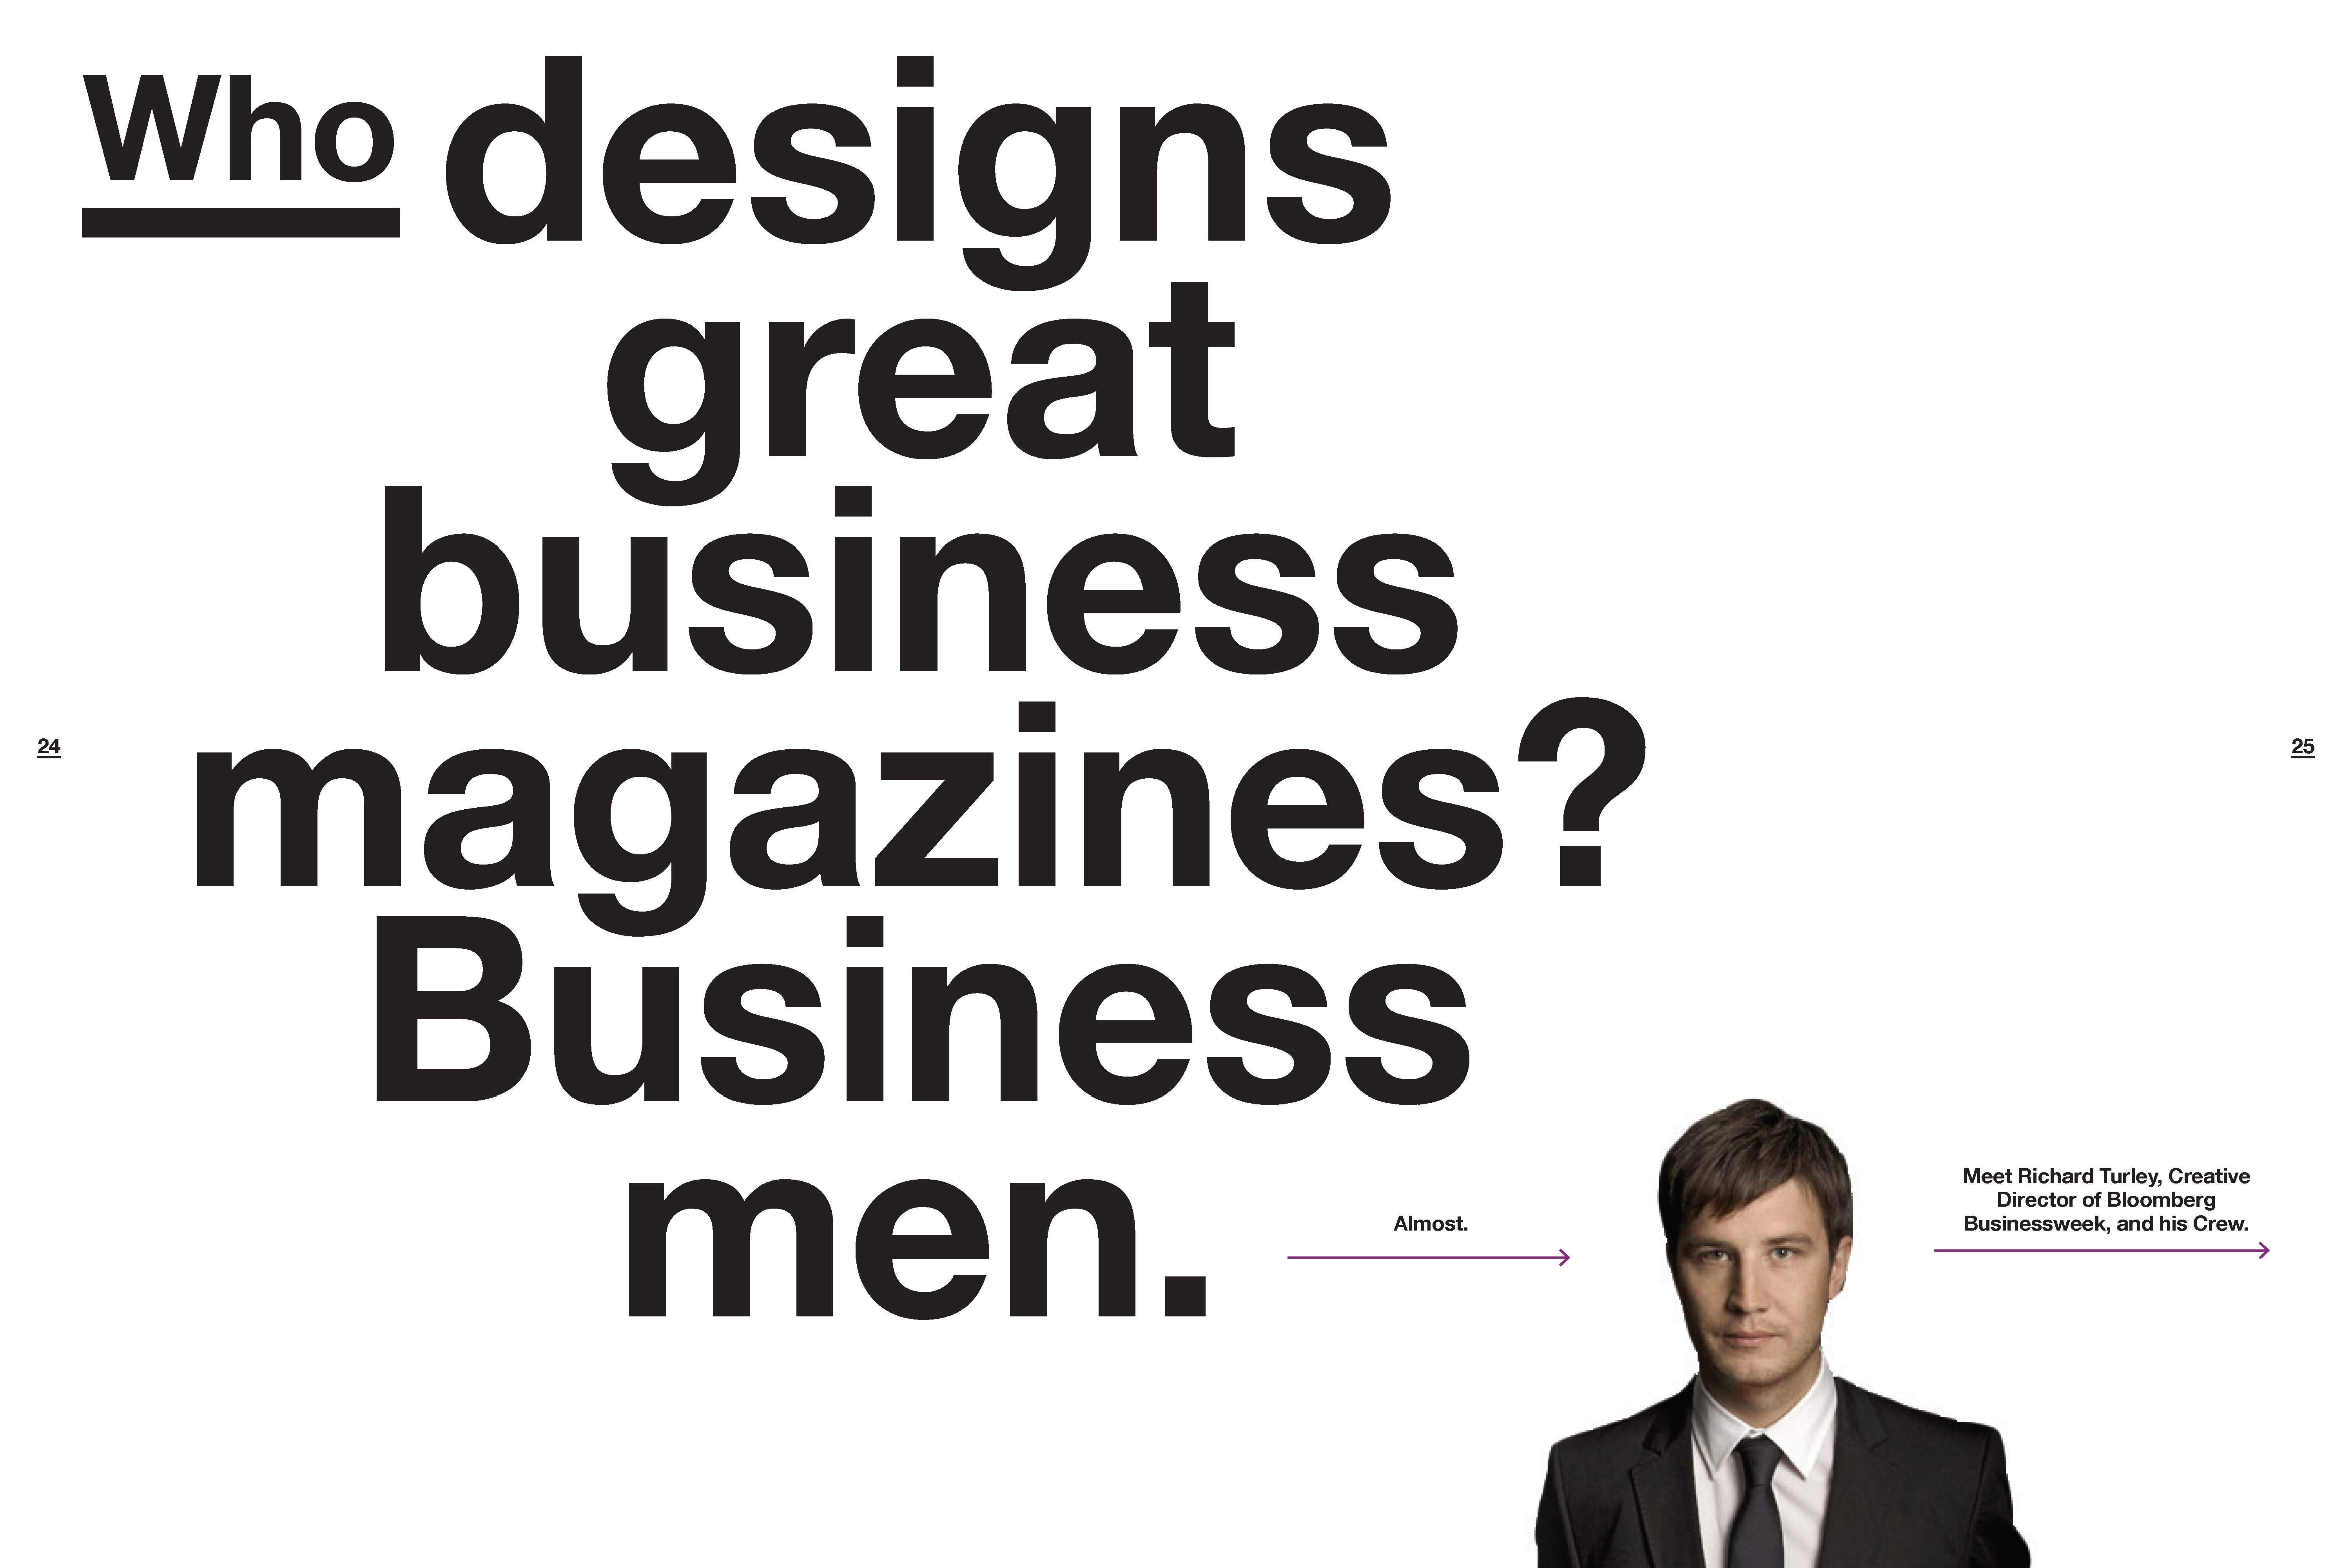 Who designs
great
business
magazines?
Business
men.
24
25
Almost.
Meet Richard Turley, Creative
Director of Bloomberg
Businessweek, and his Crew.